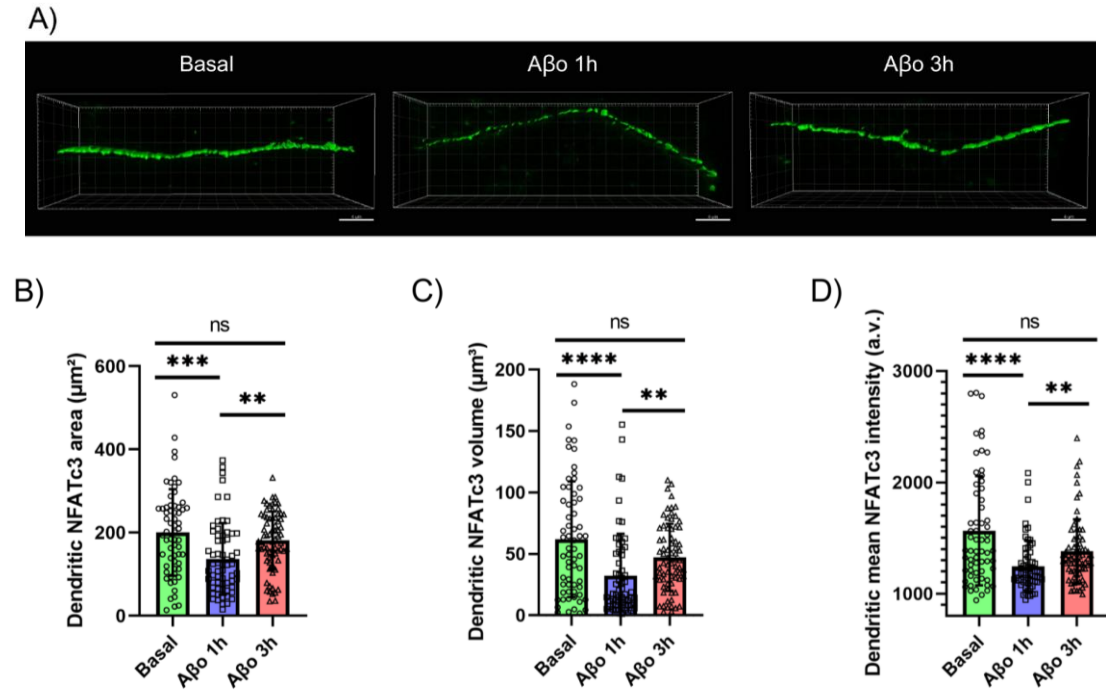 A)
Basal
Aβo 1h
Aβo 3h
B)
ns
***
**
Dendritic NFATc3 area (µm²)
600
400
200
0
Basal
Aβo 1h
Aβo 3h
C)
ns
****
**
Dendritic NFATc3 volume (µm³)
200
150
100
50
0
Basal
Aβo 1h
Aβo 3h
D)
ns
****
**
Dendritic mean NFATc3 intensity (a.v.)
3000
2000
1000
Basal
Aβo 1h
Aβo 3h